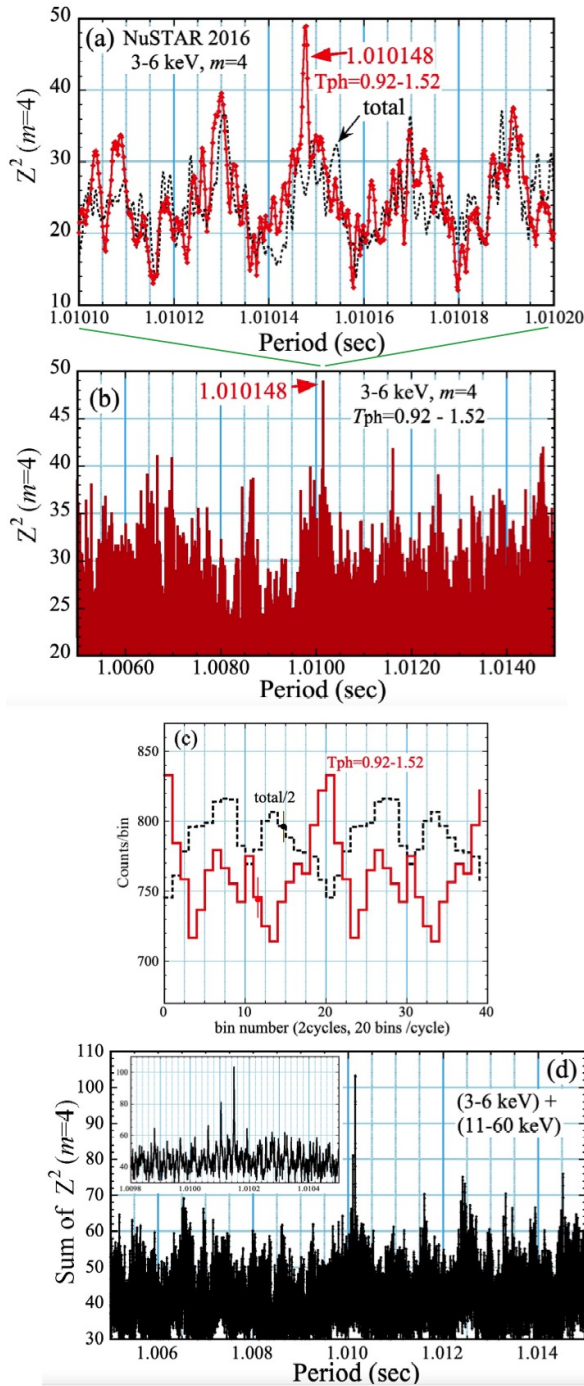 (a) NuSTAR 2016
3-6 keV, m=4
1.010148
Tph=0.92-1.52
total
Z² (m=4)
50
40
30
20
10
1.01010 1.01012 1.01014 1.01016 1.01018 1.01020
Period (sec)
(b)
1.010148
3-6 keV, m=4
Tph=0.92 - 1.52
Z² (m=4)
50
45
40
35
30
25
20
1.0060 1.0080 1.0100 1.0120 1.0140
Period (sec)
(c)
Tph=0.92-1.52
total/2
Counts/bin
850
800
750
700
0 10 20 30 40
bin number (2cycles, 20 bins /cycle)
(d)
(3-6 keV) +
(11-60 keV)
Sum of Z² (m=4)
110
100
90
80
70
60
50
40
30
100
80
60
40
1.0098 1.0100 1.0102 1.0104
1.006 1.008 1.010 1.012 1.014
Period (sec)